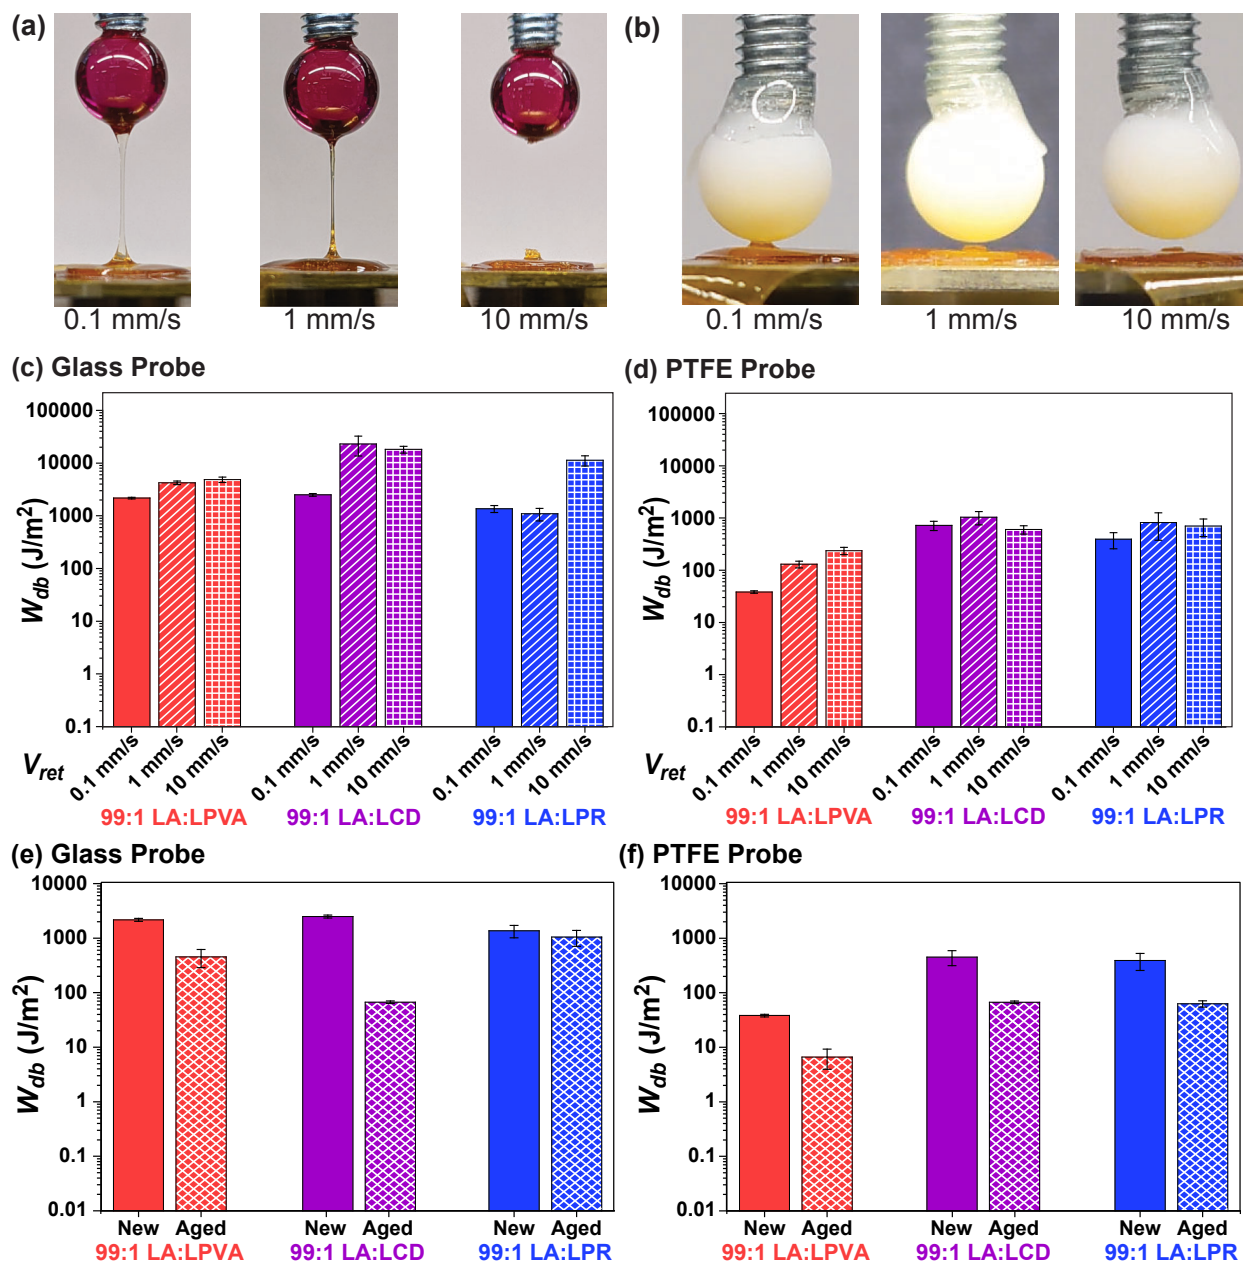 (a)
(b)
0.1 mm/s
1 mm/s
10 mm/s
0.1 mm/s
1 mm/s
10 mm/s
(c) Glass Probe
100000
10000
1000
100
10
1
0.1
W_db (J/m²)
V_ret
0.1 mm/s
1 mm/s
10 mm/s
0.1 mm/s
1 mm/s
10 mm/s
0.1 mm/s
1 mm/s
10 mm/s
99:1 LA:LPVA
99:1 LA:LCD
99:1 LA:LPR
(d) PTFE Probe
100000
10000
1000
100
10
1
0.1
W_db (J/m²)
V_ret
0.1 mm/s
1 mm/s
10 mm/s
0.1 mm/s
1 mm/s
10 mm/s
0.1 mm/s
1 mm/s
10 mm/s
99:1 LA:LPVA
99:1 LA:LCD
99:1 LA:LPR
(e) Glass Probe
10000
1000
100
10
1
0.1
0.01
W_db (J/m²)
New Aged
New Aged
New Aged
99:1 LA:LPVA
99:1 LA:LCD
99:1 LA:LPR
(f) PTFE Probe
10000
1000
100
10
1
0.1
0.01
W_db (J/m²)
New Aged
New Aged
New Aged
99:1 LA:LPVA
99:1 LA:LCD
99:1 LA:LPR